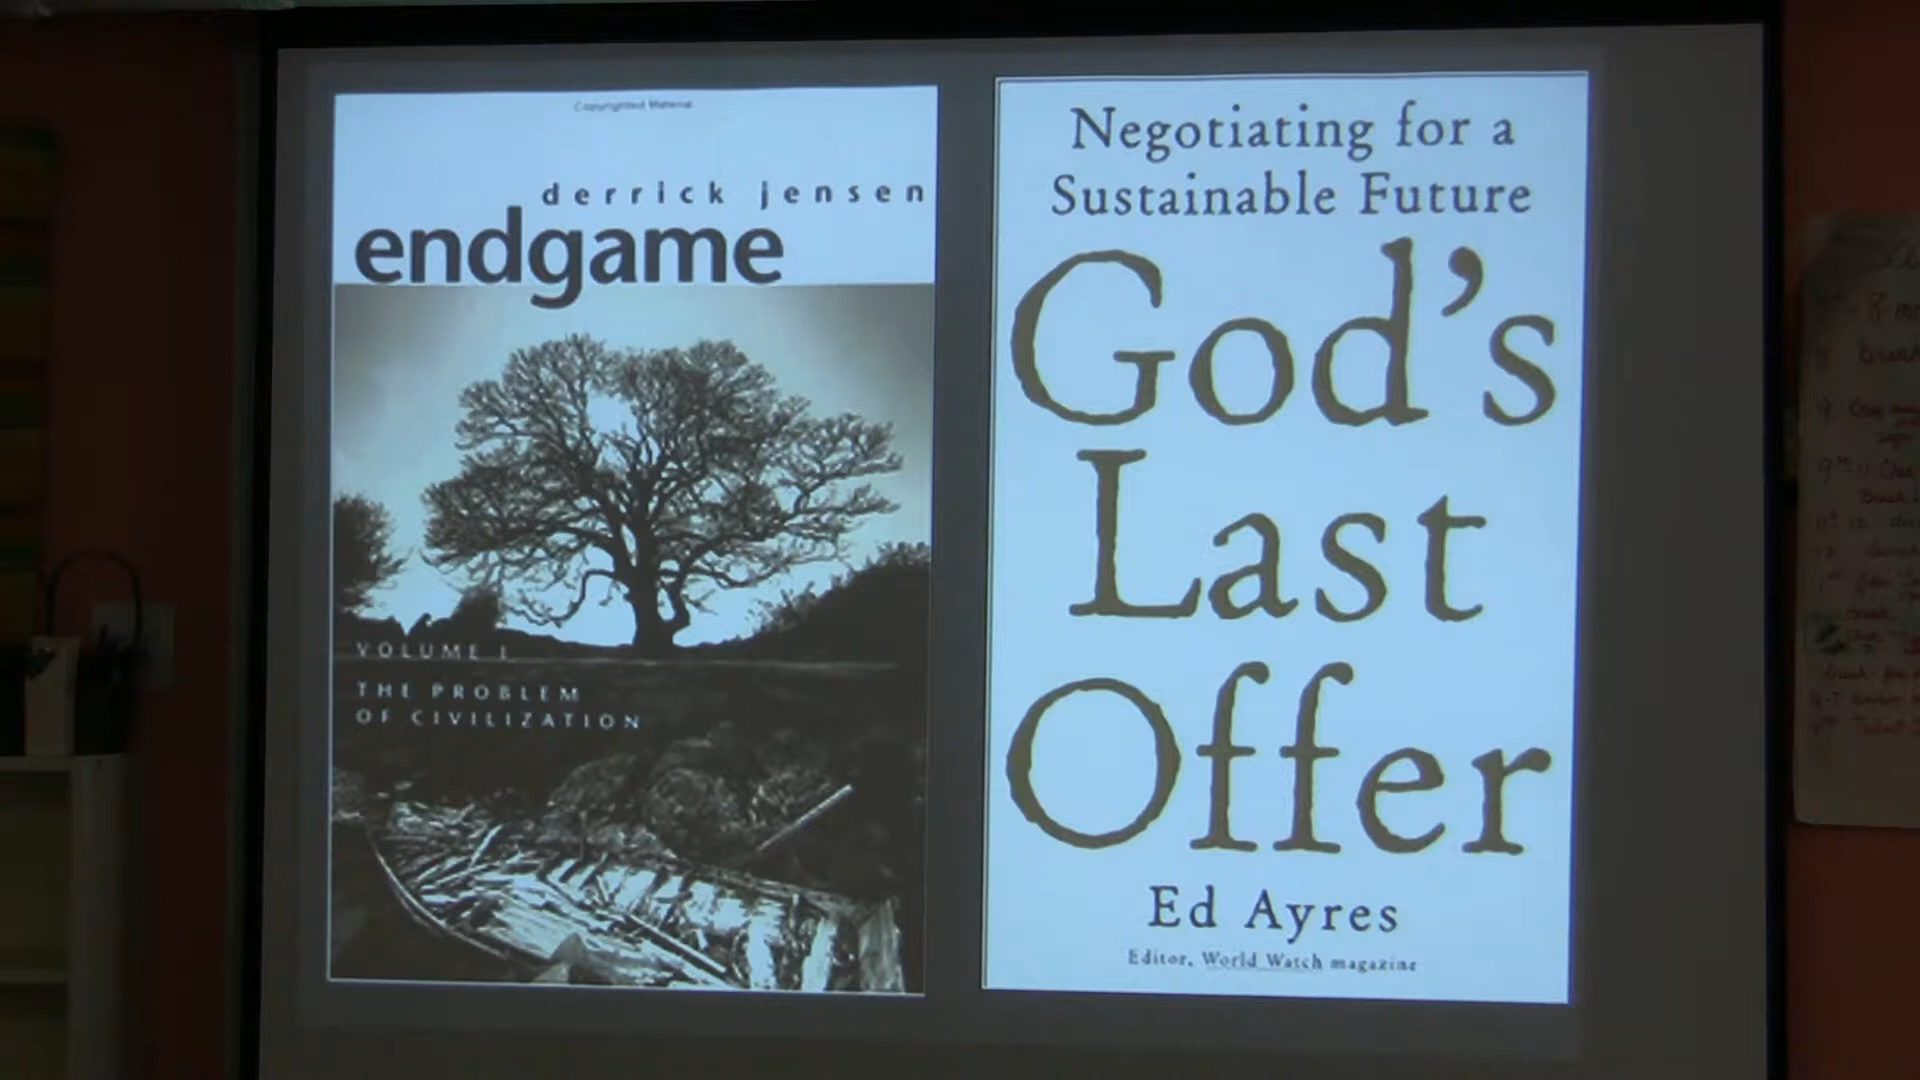 Copyrighted Material
derrick jensen
endgame
VOLUME 1
THE PROBLEM
OF CIVILIZATION
Negotiating for a
Sustainable Future
God's
Last
Offer
Ed Ayres
Editor, World Watch magazine